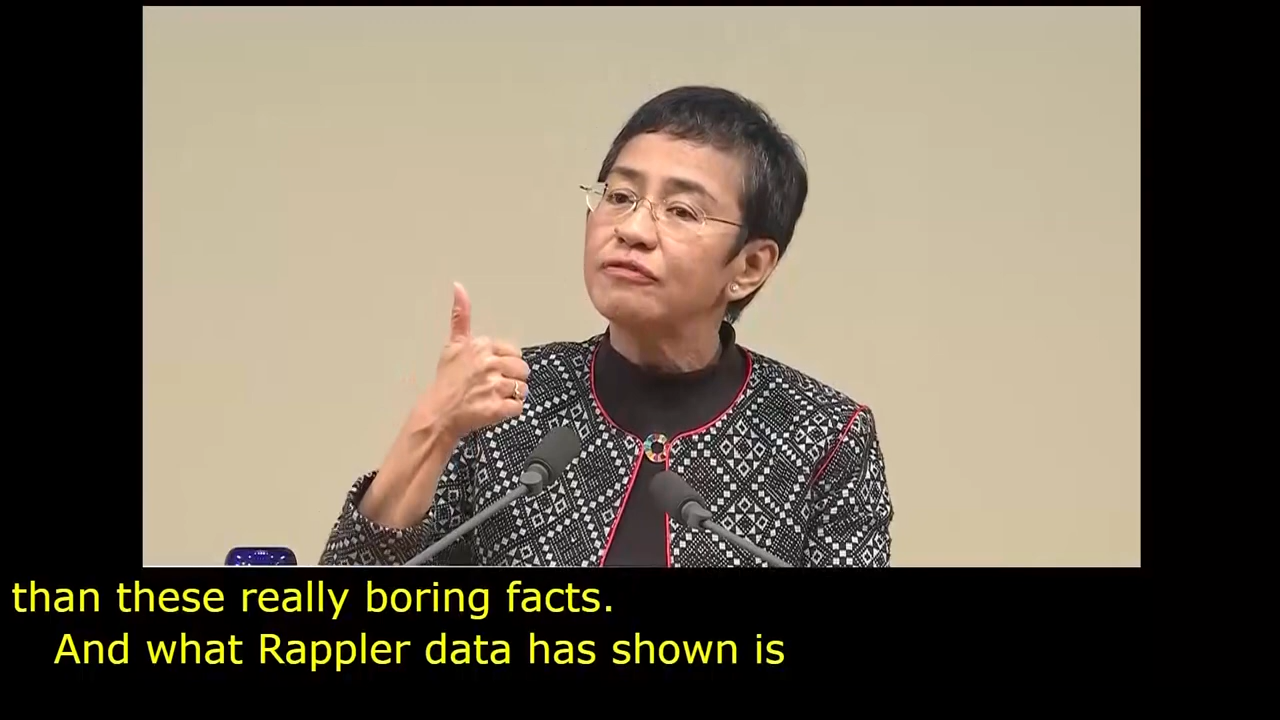 than these really boring facts.
And what Rappler data has shown is